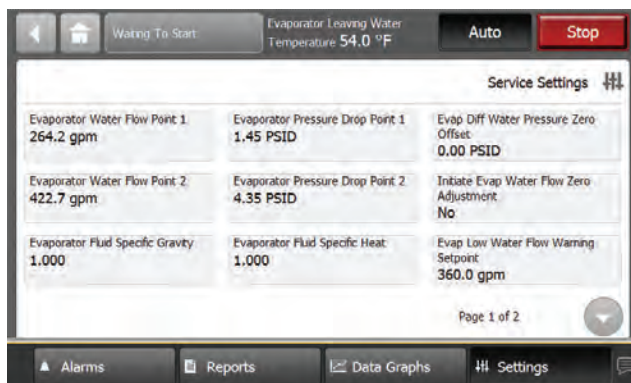 Waiting To Start
Evaporator Leaving Water
Temperature 54.0 °F
Auto
Stop
Service Settings
Evaporator Water Flow Point 1
264.2 gpm
Evaporator Pressure Drop Point 1
1.45 PSID
Evap Diff Water Pressure Zero
Offset
0.00 PSID
Evaporator Water Flow Point 2
422.7 gpm
Evaporator Pressure Drop Point 2
4.35 PSID
Initiate Evap Water Flow Zero
Adjustment
No
Evaporator Fluid Specific Gravity
1.000
Evaporator Fluid Specific Heat
1.000
Evap Low Water Flow Warning
Setpoint
360.0 gpm
Page 1 of 2
Alarms
Reports
Data Graphs
Settings